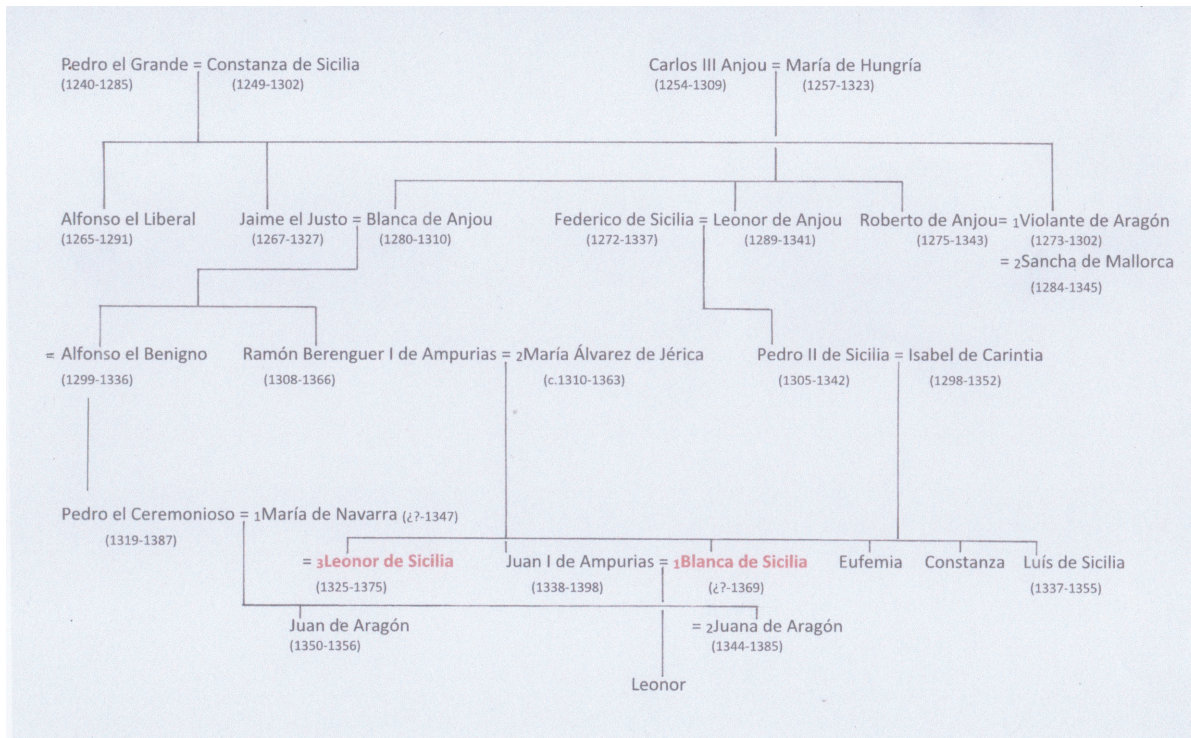 Pedro el Grande = Constanza de Sicilia Carlos III Anjou = María de Hungría
(1240-1285) (1249-1302) (1254-1309) (1257-1323)
Alfonso el Liberal Jaime el Justo = Blanca de Anjou Federico de Sicilia = Leonor de Anjou Roberto de Anjou= 1Violante de Aragón
(1265-1291) (1267-1327) (1280-1310) (1272-1337) (1289-1341) (1275-1343) (1273-1302)
= 2Sancha de Mallorca
(1284-1345)
= Alfonso el Benigno Ramón Berenguer I de Ampurias = 2María Álvarez de Jérica Pedro II de Sicilia = Isabel de Carintia
(1299-1336) (1308-1366) (c.1310-1363) (1305-1342) (1298-1352)
Pedro el Ceremonioso = 1María de Navarra (¿?-1347)
(1319-1387)
= 3Leonor de Sicilia Juan I de Ampurias = 1Blanca de Sicilia Eufemia Constanza Luís de Sicilia
(1325-1375) (1338-1398) (¿?-1369) (1337-1355)
Juan de Aragón = 2Juana de Aragón
(1350-1356) (1344-1385)
Leonor